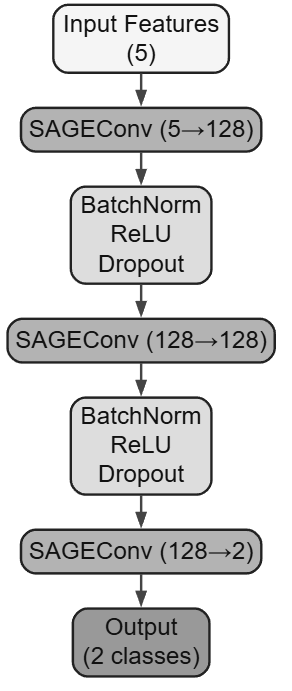 Input Features
(5)
SAGEConv (5→128)
BatchNorm
ReLU
Dropout
SAGEConv (128→128)
BatchNorm
ReLU
Dropout
SAGEConv (128→2)
Output
(2 classes)